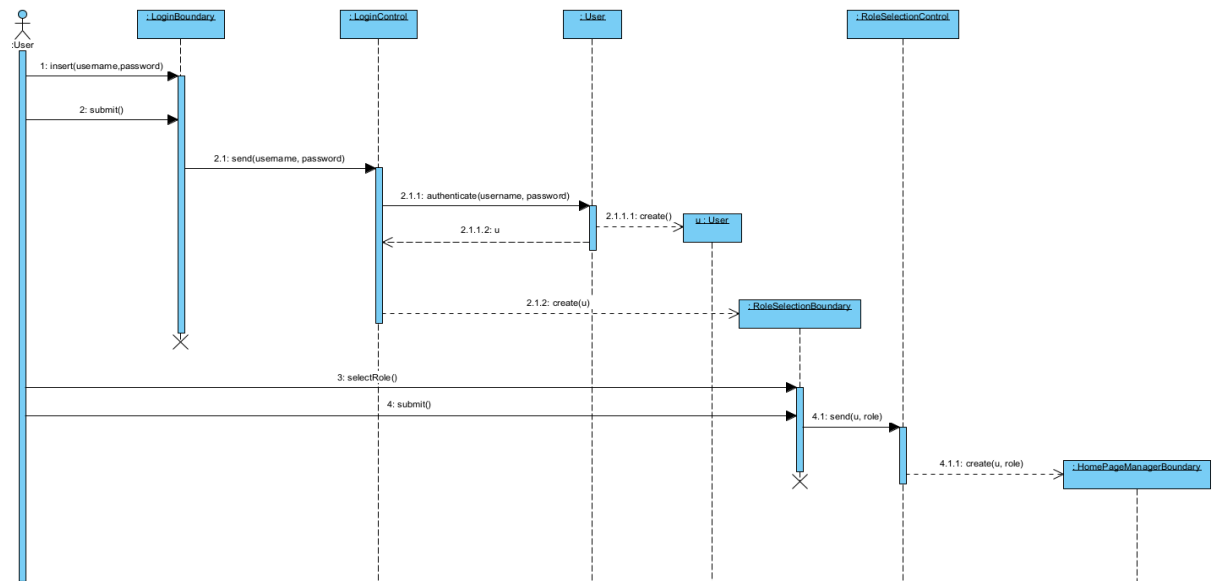 : LoginBoundary
: LoginControl
: User
: RoleSelectionControl
:User
1: insert(username,password)
2: submit()
2.1: send(username, password)
2.1.1: authenticate(username, password)
2.1.1.1: create()
u : User
2.1.1.2: u
2.1.2: create(u)
: RoleSelectionBoundary
3: selectRole()
4: submit()
4.1: send(u, role)
4.1.1: create(u, role)
: HomePageManagerBoundary